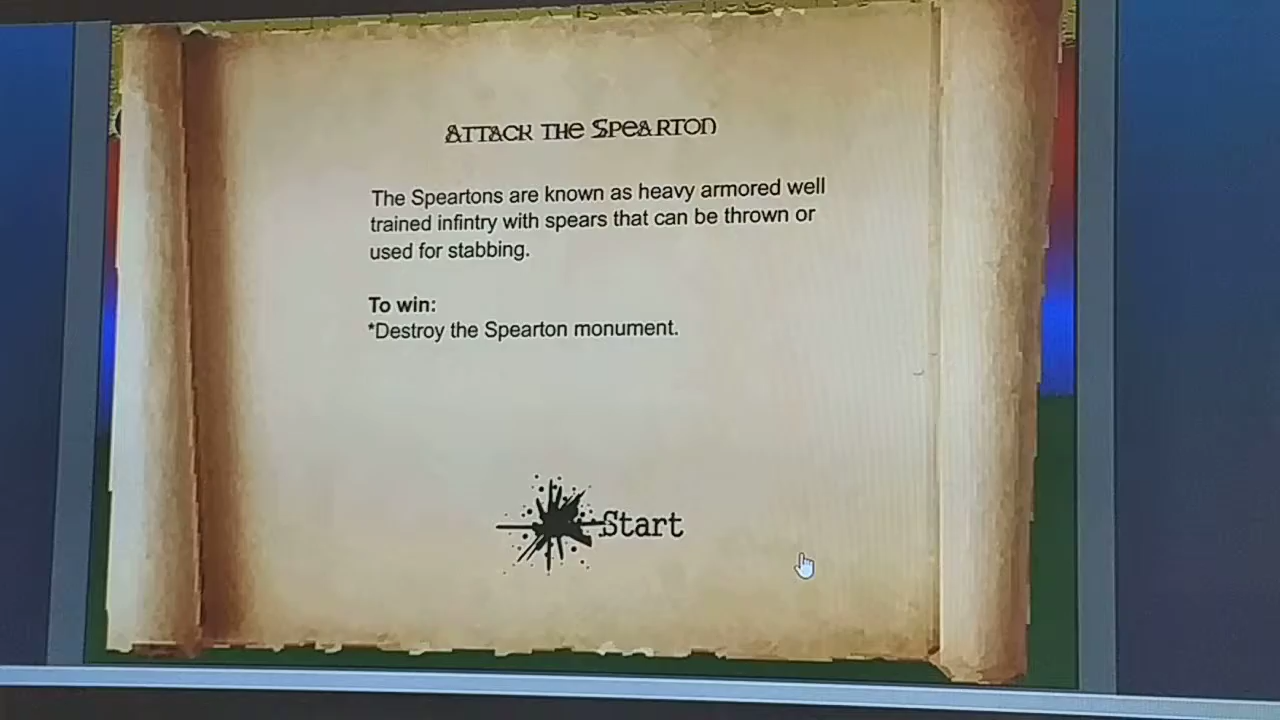 Attack the Spearton
The Speartons are known as heavy armored well
trained infintry with spears that can be thrown or
used for stabbing.
To win:
*Destroy the Spearton monument.
Start